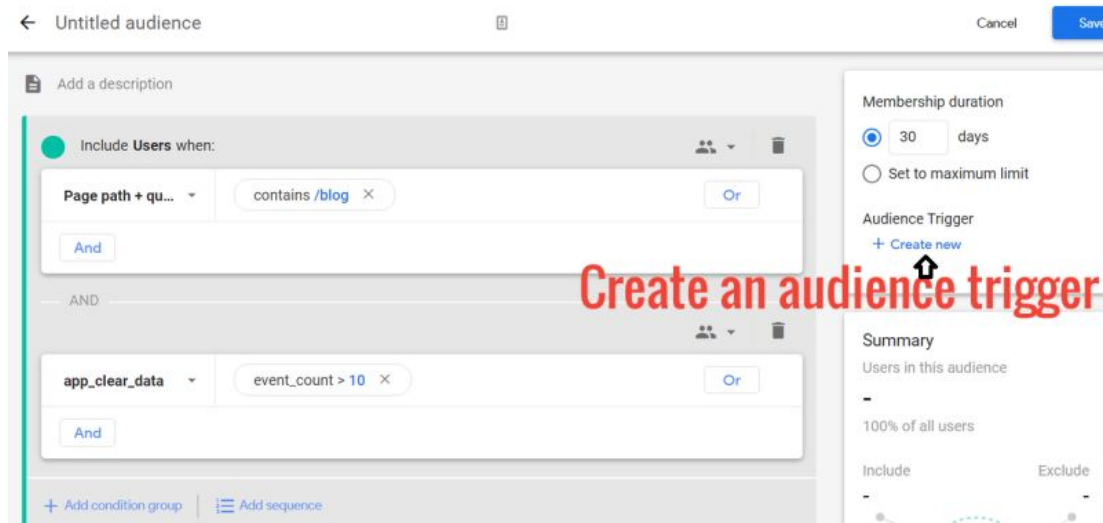 Untitled audience
Cancel
Save
Add a description
Include Users when:
Page path + qu...
contains /blog
Or
And
AND
app_clear_data
event_count > 10
Or
And
+ Add condition group
Add sequence
Membership duration
30 days
Set to maximum limit
Audience Trigger
+ Create new
Create an audience trigger
Summary
Users in this audience
-
100% of all users
Include Exclude
- -